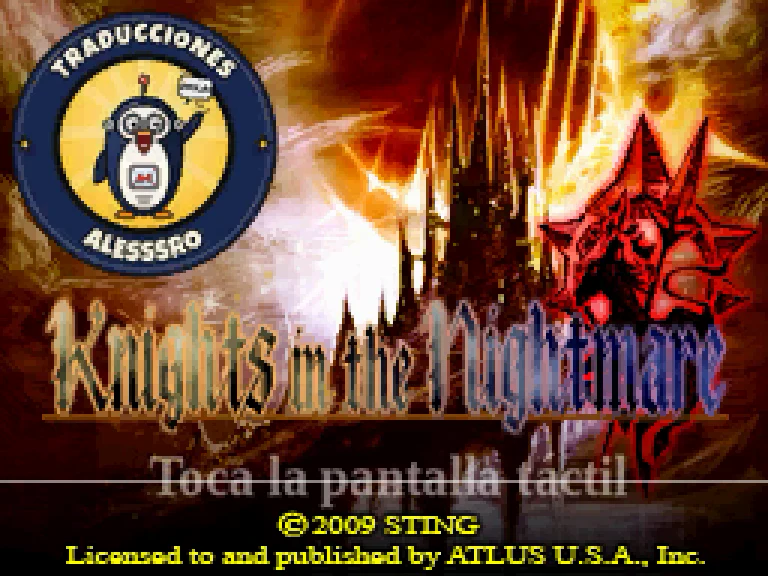 TRADUCCIONES
ALESSSRO
Knights in the Nightmare
Toca la pantalla táctil
© 2009 STING
Licensed to and published by ATLUS U.S.A., Inc.